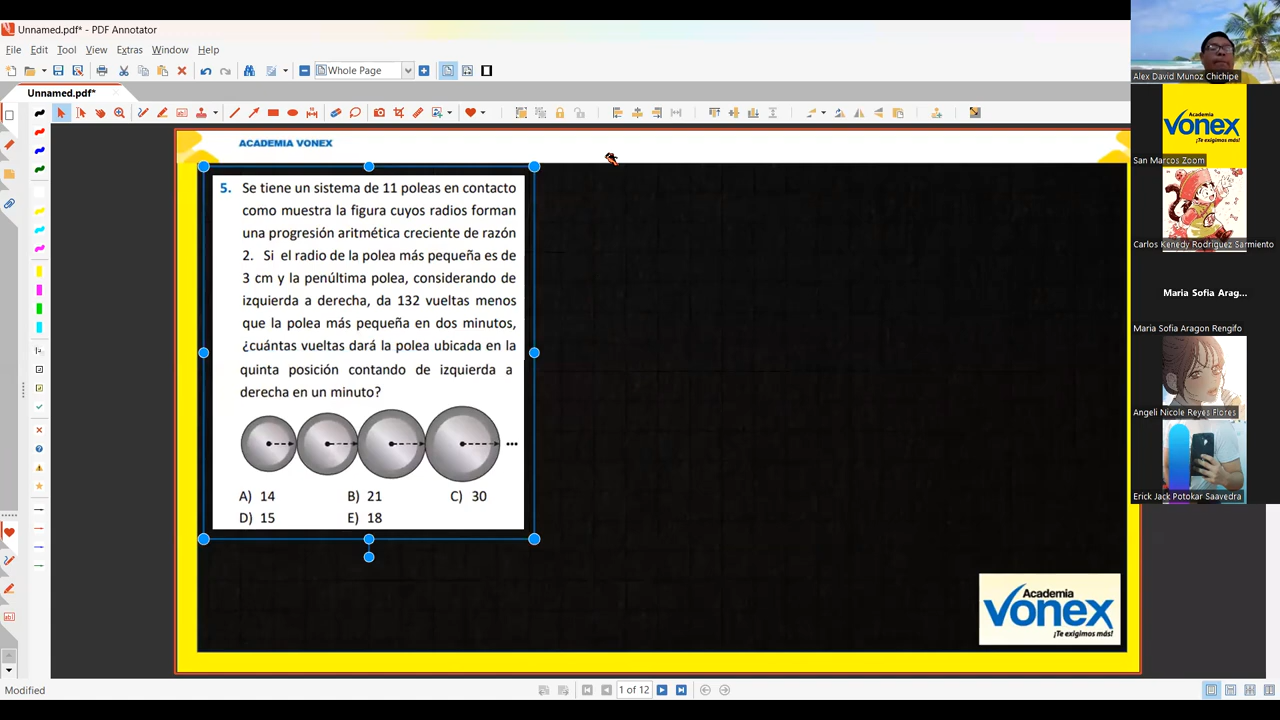 Unnamed.pdf* - PDF Annotator
File Edit Tool View Extras Window Help
Whole Page
Unnamed.pdf*
ACADEMIA VONEX
5. Se tiene un sistema de 11 poleas en contacto
como muestra la figura cuyos radios forman
una progresión aritmética creciente de razón
2. Si el radio de la polea más pequeña es de
3 cm y la penúltima polea, considerando de
izquierda a derecha, da 132 vueltas menos
que la polea más pequeña en dos minutos,
¿cuántas vueltas dará la polea ubicada en la
quinta posición contando de izquierda a
derecha en un minuto?
...
A) 14 B) 21 C) 30
D) 15 E) 18
Academia
Vonex
¡Te exigimos más!
Modified
1 of 12
Alex David Munoz Chichipe
Academia
Vonex
¡Te exigimos más!
San Marcos Zoom
Carlos Kenedy Rodriguez Sarmiento
Maria Sofia Arag...
Maria Sofia Aragon Rengifo
Angeli Nicole Reyes Flores
Erick Jack Potokar Saavedra